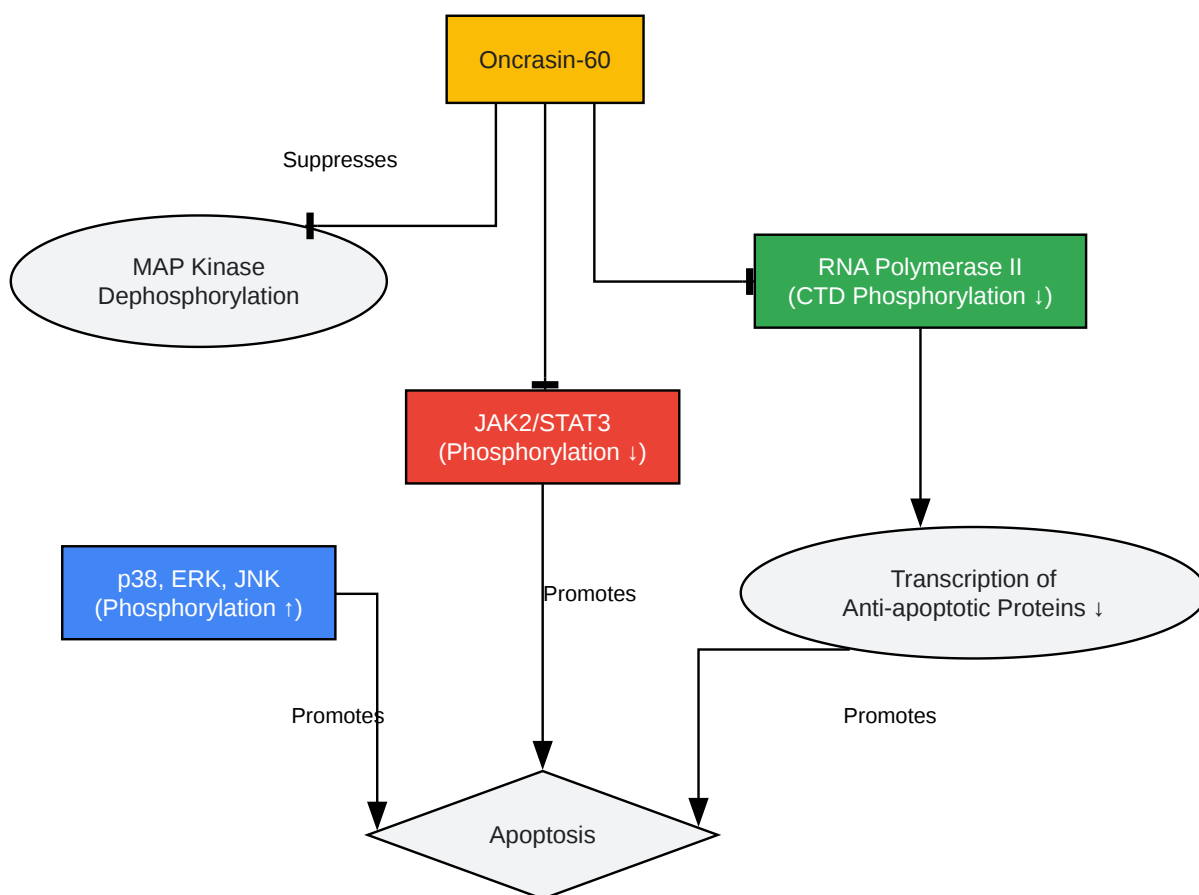 Oncrasin-60
Suppresses
MAP Kinase
Dephosphorylation
RNA Polymerase II
(CTD Phosphorylation ↓)
JAK2/STAT3
(Phosphorylation ↓)
p38, ERK, JNK
(Phosphorylation ↑)
Promotes
Transcription of
Anti-apoptotic Proteins ↓
Promotes
Promotes
Apoptosis